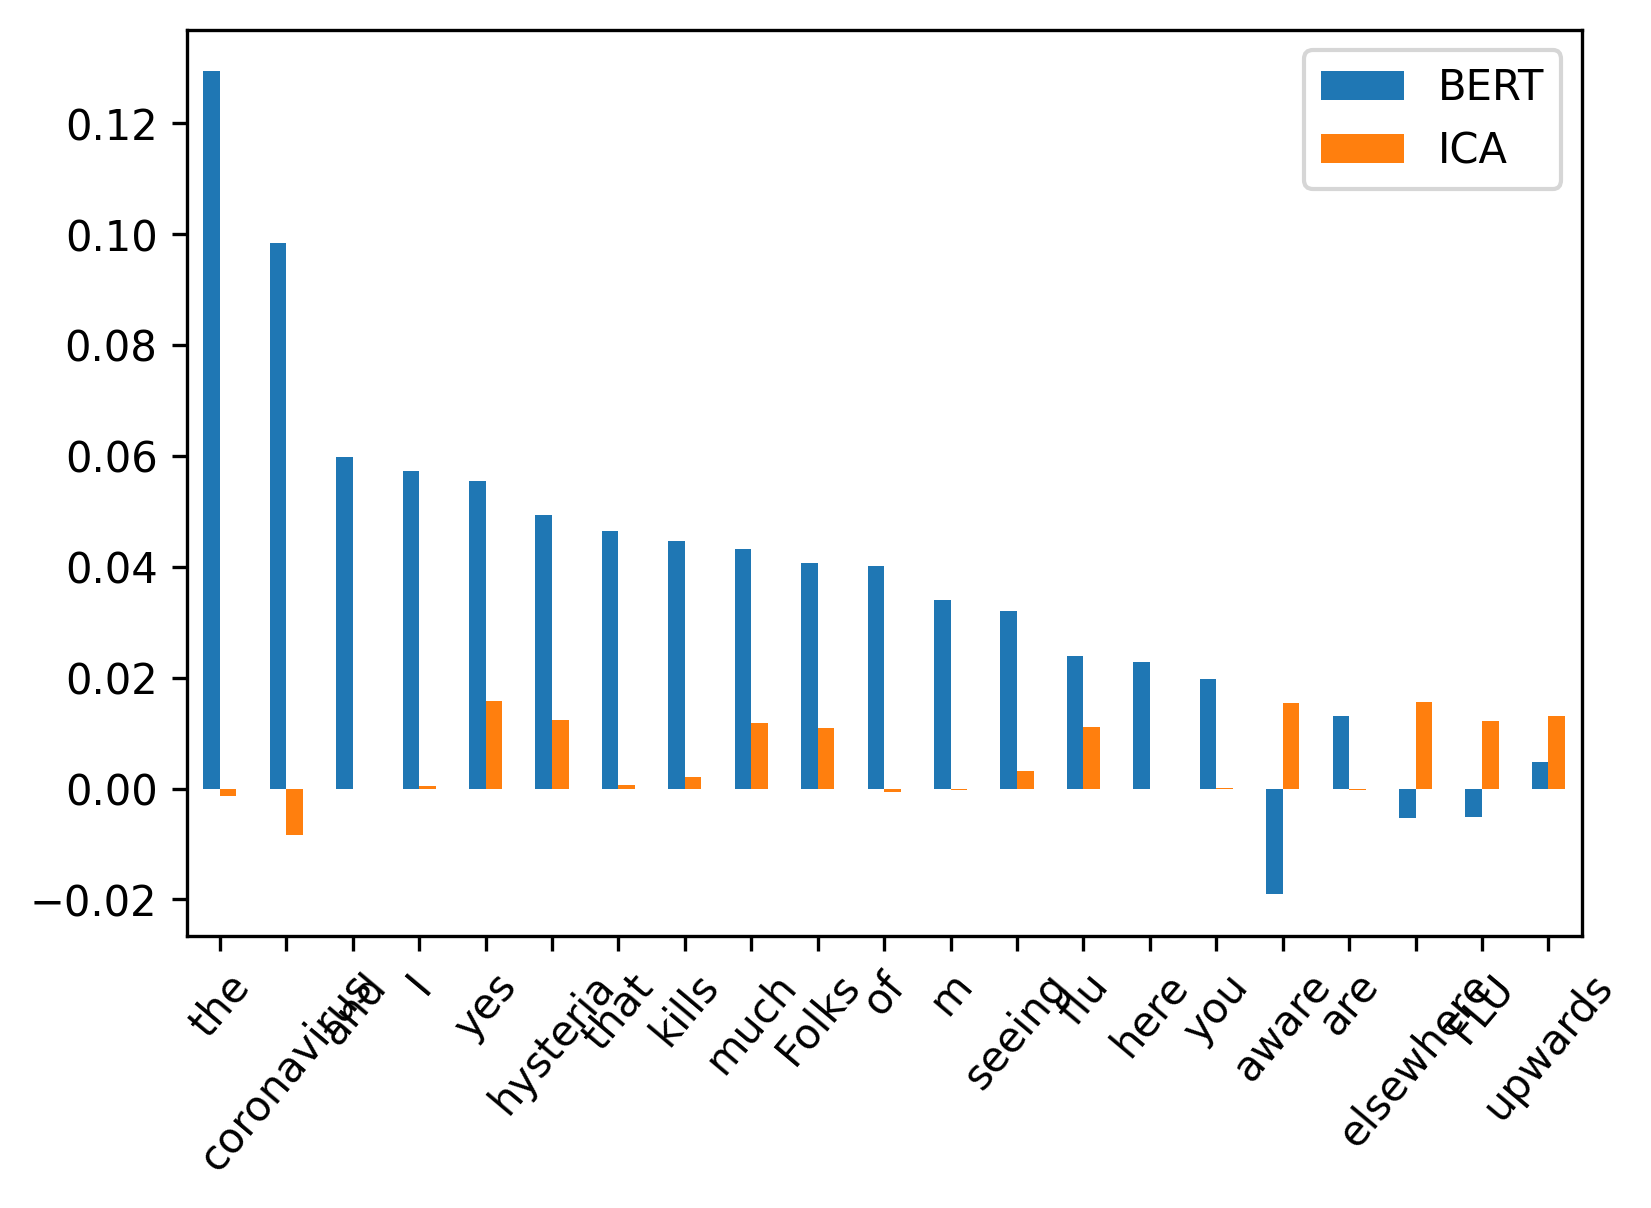 BERT
ICA
0.12
0.10
0.08
0.06
0.04
0.02
0.00
−0.02
the
coronavirus
and
I
yes
hysteria
that
kills
much
Folks
of
m
seeing
flu
here
you
aware
are
elsewhere
FLU
upwards